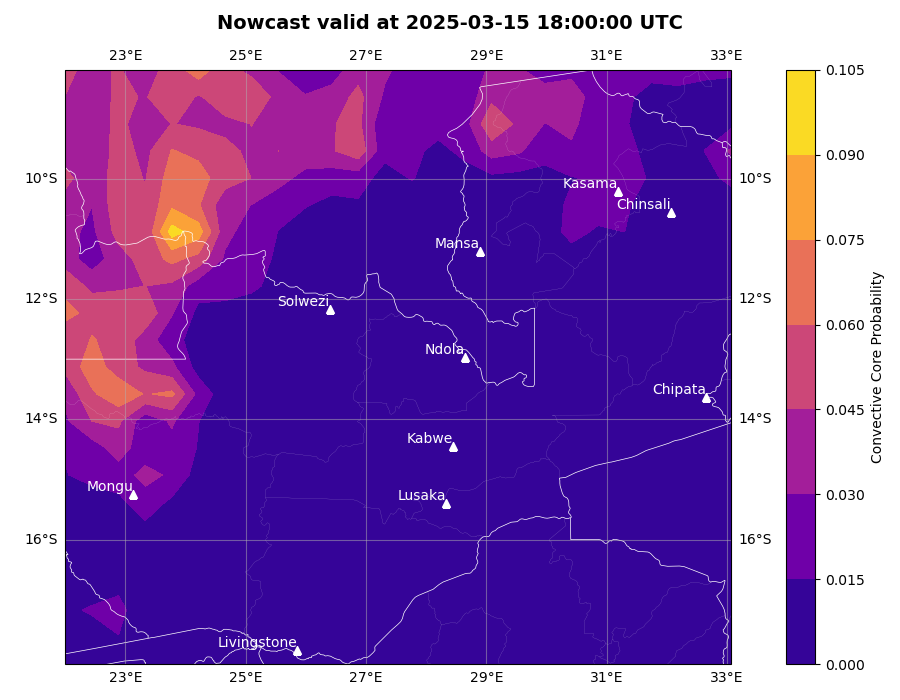 Nowcast valid at 2025-03-15 18:00:00 UTC
23°E 25°E 27°E 29°E 31°E 33°E
0.105
0.090
0.075
0.060
0.045
0.030
0.015
0.000
Convective Core Probability
10°S 10°S
12°S 12°S
14°S 14°S
16°S 16°S
Kasama
Chinsali
Mansa
Solwezi
Ndola
Chipata
Kabwe
Mongu
Lusaka
Livingstone
23°E 25°E 27°E 29°E 31°E 33°E